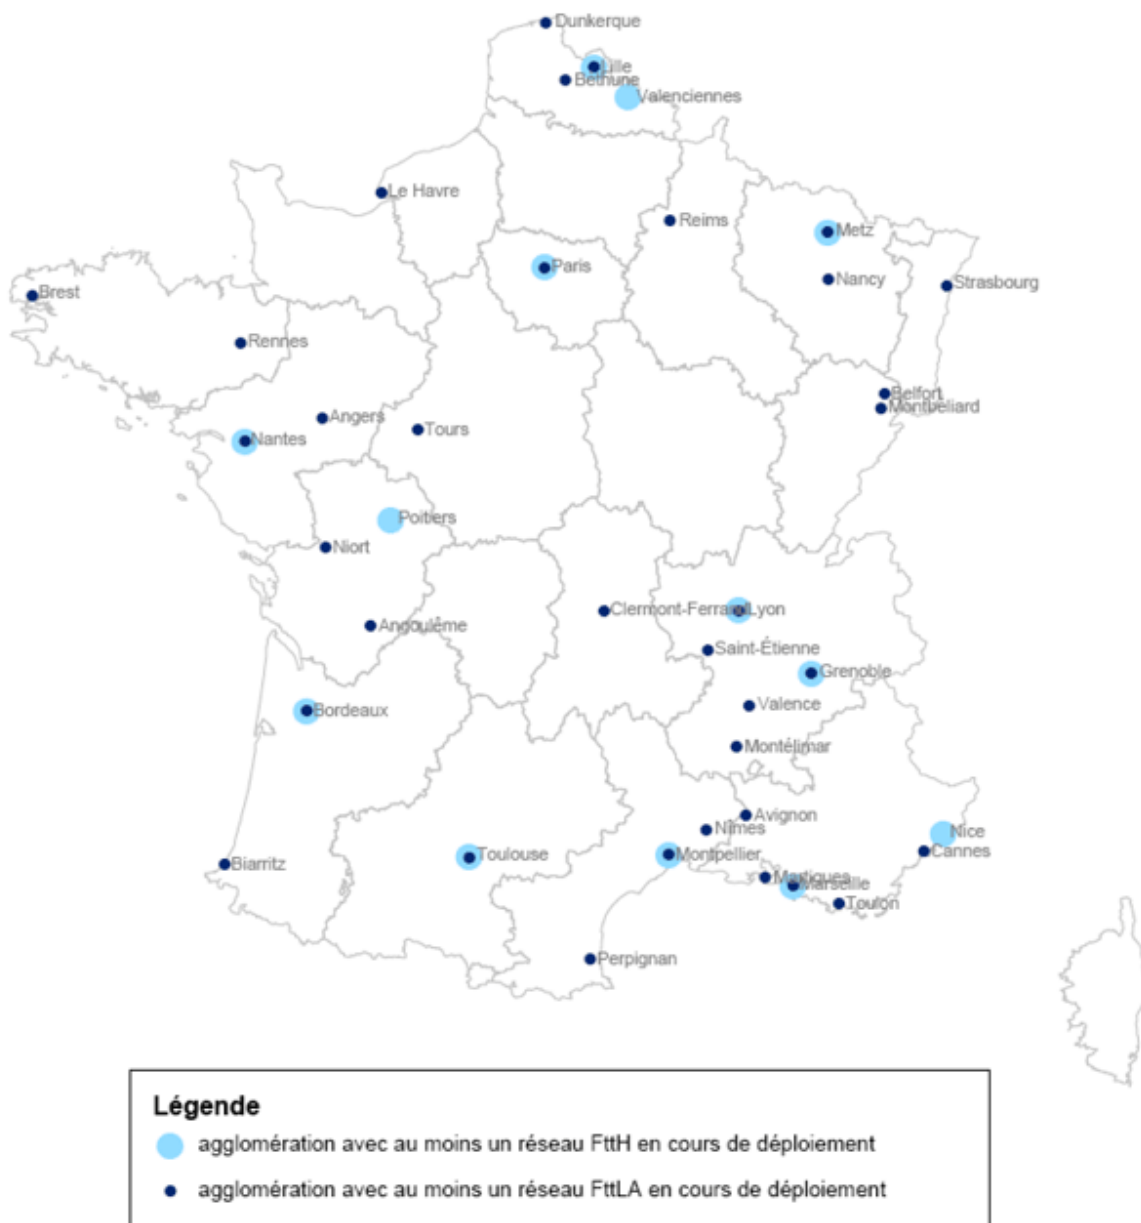 Dunkerque
Lille
Béthune
Valenciennes
Le Havre
Reims
Metz
Paris
Nancy
Strasbourg
Brest
Rennes
Belfort
Montbéliard
Angers
Tours
Nantes
Poitiers
Niort
Clermont-Ferrand
Lyon
Angoulême
Saint-Étienne
Grenoble
Bordeaux
Valence
Montélimar
Avignon
Nîmes
Nice
Cannes
Toulouse
Montpellier
Biarritz
Martigues
Marseille
Toulon
Perpignan
Légende
agglomération avec au moins un réseau FttH en cours de déploiement
agglomération avec au moins un réseau FttLA en cours de déploiement